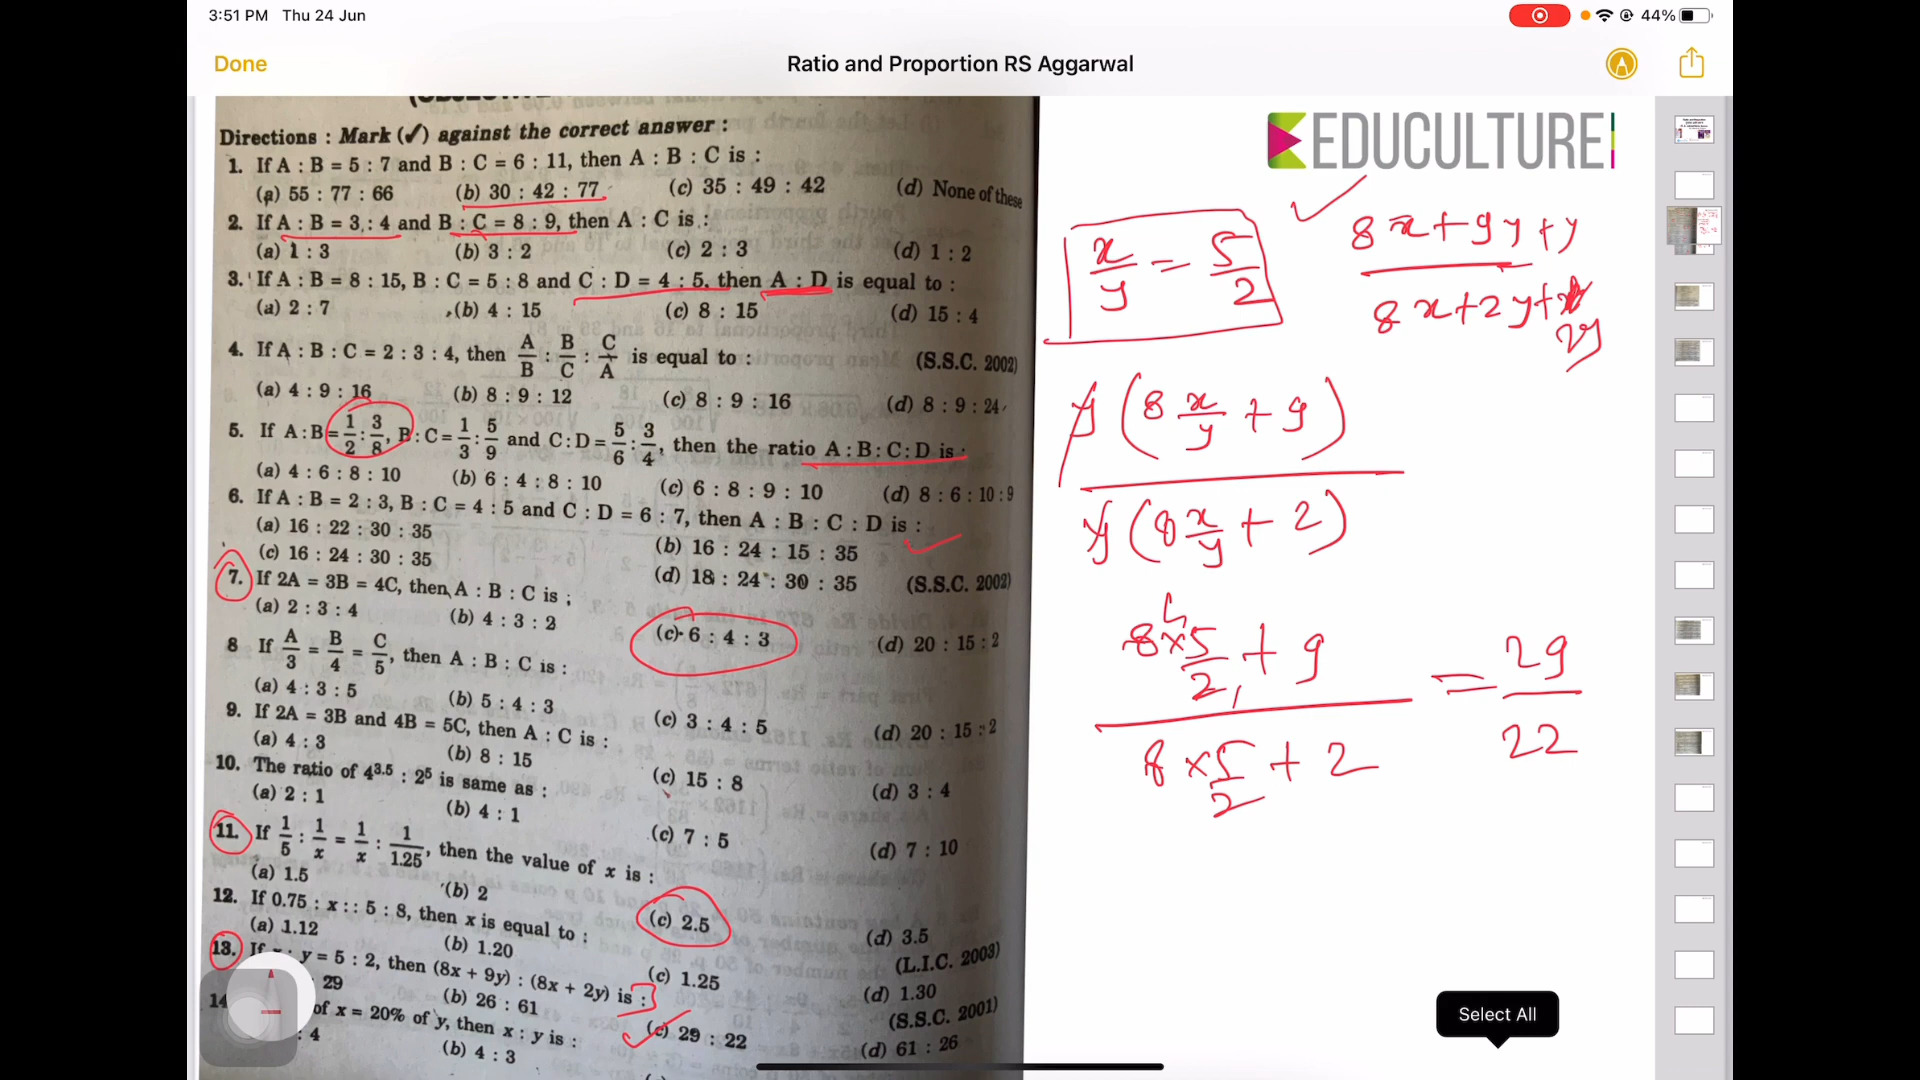 3:51 PM Thu 24 Jun
44%
Done
Ratio and Proportion RS Aggarwal
Directions : Mark (✓) against the correct answer :
1. If A : B = 5 : 7 and B : C = 6 : 11, then A : B : C is :
(a) 55 : 77 : 66 (b) 30 : 42 : 77 (c) 35 : 49 : 42 (d) None of these
2. If A : B = 3 : 4 and B : C = 8 : 9, then A : C is :
(a) 1 : 3 (b) 3 : 2 (c) 2 : 3 (d) 1 : 2
3. If A : B = 8 : 15, B : C = 5 : 8 and C : D = 4 : 5, then A : D is equal to :
(a) 2 : 7 (b) 4 : 15 (c) 8 : 15 (d) 15 : 4
4. If A : B : C = 2 : 3 : 4, then A/B : B/C : C/A is equal to : (S.S.C. 2002)
(a) 4 : 9 : 16 (b) 8 : 9 : 12 (c) 8 : 9 : 16 (d) 8 : 9 : 24
5. If A : B = 1/2 : 3/8, B : C = 1/3 : 5/9 and C : D = 5/6 : 3/4, then the ratio A : B : C : D is :
(a) 4 : 6 : 8 : 10 (b) 6 : 4 : 8 : 10 (c) 6 : 8 : 9 : 10 (d) 8 : 6 : 10 : 9
6. If A : B = 2 : 3, B : C = 4 : 5 and C : D = 6 : 7, then A : B : C : D is :
(a) 16 : 22 : 30 : 35 (b) 16 : 24 : 15 : 35
(c) 16 : 24 : 30 : 35 (d) 18 : 24 : 30 : 35 (S.S.C. 2002)
7. If 2A = 3B = 4C, then A : B : C is ;
(a) 2 : 3 : 4 (b) 4 : 3 : 2 (c) 6 : 4 : 3 (d) 20 : 15 : 2
8 If A/3 = B/4 = C/5, then A : B : C is :
(a) 4 : 3 : 5 (b) 5 : 4 : 3 (c) 3 : 4 : 5 (d) 20 : 15 : 2
9. If 2A = 3B and 4B = 5C, then A : C is :
(a) 4 : 3 (b) 8 : 15 (c) 15 : 8 (d) 3 : 4
10. The ratio of 4^3.5 : 2^5 is same as :
(a) 2 : 1 (b) 4 : 1 (c) 7 : 5 (d) 7 : 10
11. If 1/5 : 1/x = 1/x : 1/1.25, then the value of x is :
(a) 1.5 (b) 2 (c) 2.5 (d) 3.5
12. If 0.75 : x :: 5 : 8, then x is equal to : (L.I.C. 2003)
(a) 1.12 (b) 1.20 (c) 1.25 (d) 1.30
13. If y = 5 : 2, then (8x + 9y) : (8x + 2y) is : (S.S.C. 2001)
29 (b) 26 : 61 (c) 29 : 22 (d) 61 : 26
14 of x = 20% of y, then x : y is :
: 4 (b) 4 : 3
EDUCULTURE
x/y = 5/2 ✓
8x+9y+y
8x+2y+
2y
y(8 x/y + 9)
y(8 x/y + 2)
4
8×5/2 + 9 = 29/22
8×5/2 + 2
Select All